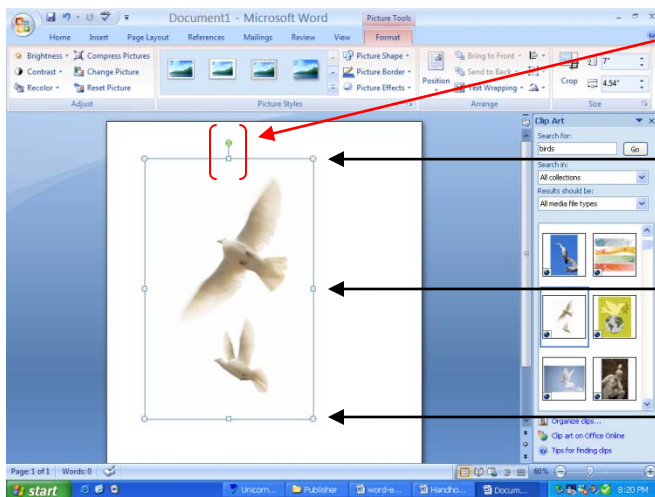 Document1 - Microsoft Word
Picture Tools
Home Insert Page Layout References Mailings Review View Format
Brightness Compress Pictures
Contrast Change Picture
Recolor Reset Picture
Adjust
Picture Styles
Picture Shape
Picture Border
Picture Effects
Position
Bring to Front
Send to Back
Text Wrapping
Arrange
Crop
7"
4.54"
Size
Clip Art
Search for:
birds
Go
Search in:
All collections
Results should be:
All media file types
Organize clips...
Clip art on Office Online
Tips for finding clips
Page: 1 of 1 Words: 0
60%
start
Unicorn...
Publisher
word-e...
Handho...
Docum...
8:20 PM